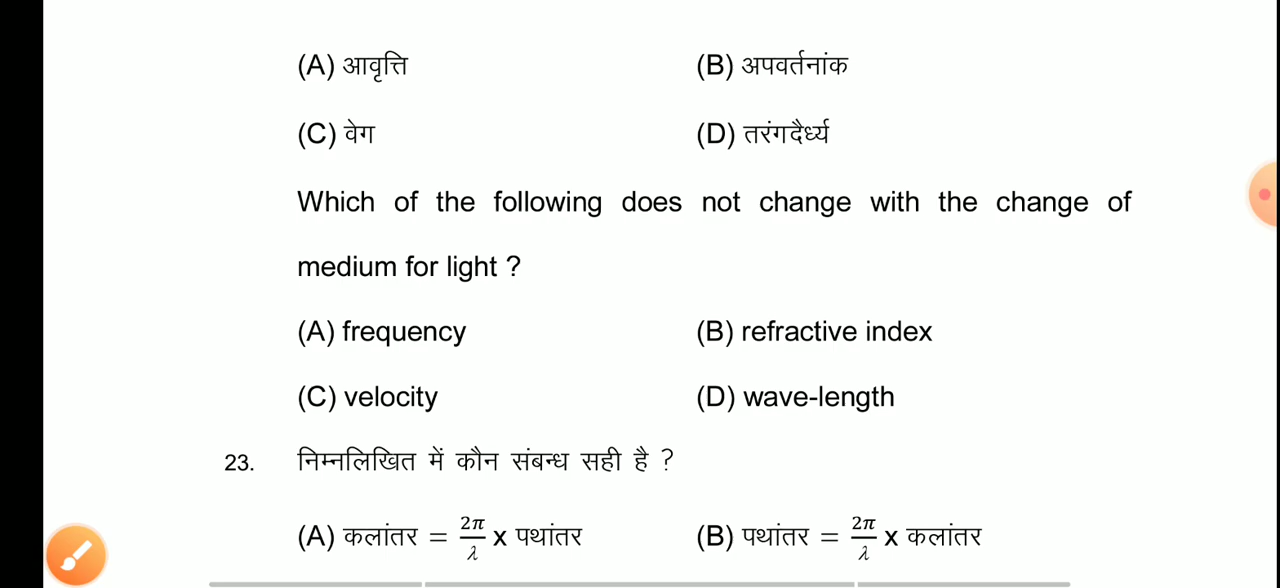 (A) आवृत्ति (B) अपवर्तनांक
(C) वेग (D) तरंगदैर्ध्य
Which of the following does not change with the change of
medium for light ?
(A) frequency (B) refractive index
(C) velocity (D) wave-length
23. निम्नलिखित में कौन संबन्ध सही है ?
(A) कलांतर = 2π/λ x पथांतर (B) पथांतर = 2π/λ x कलांतर